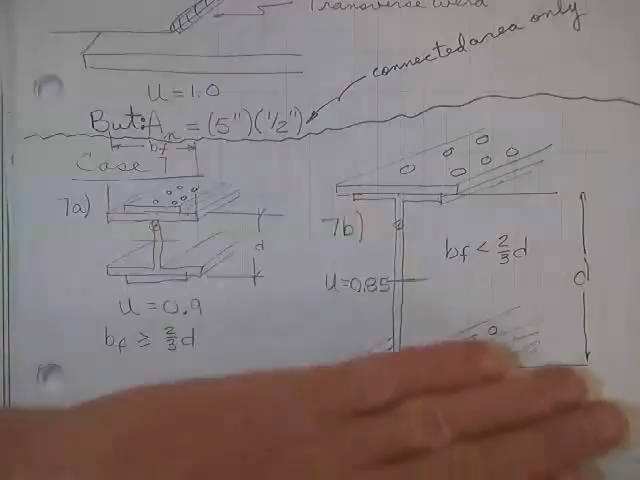 Transverse weld
connected area only
U = 1.0
But: An = (5")(1/2")
bf
Case 7
7a)
d
U = 0.9
bf ≥ 2/3 d
7b)
bf < 2/3 d
U = 0.85
d